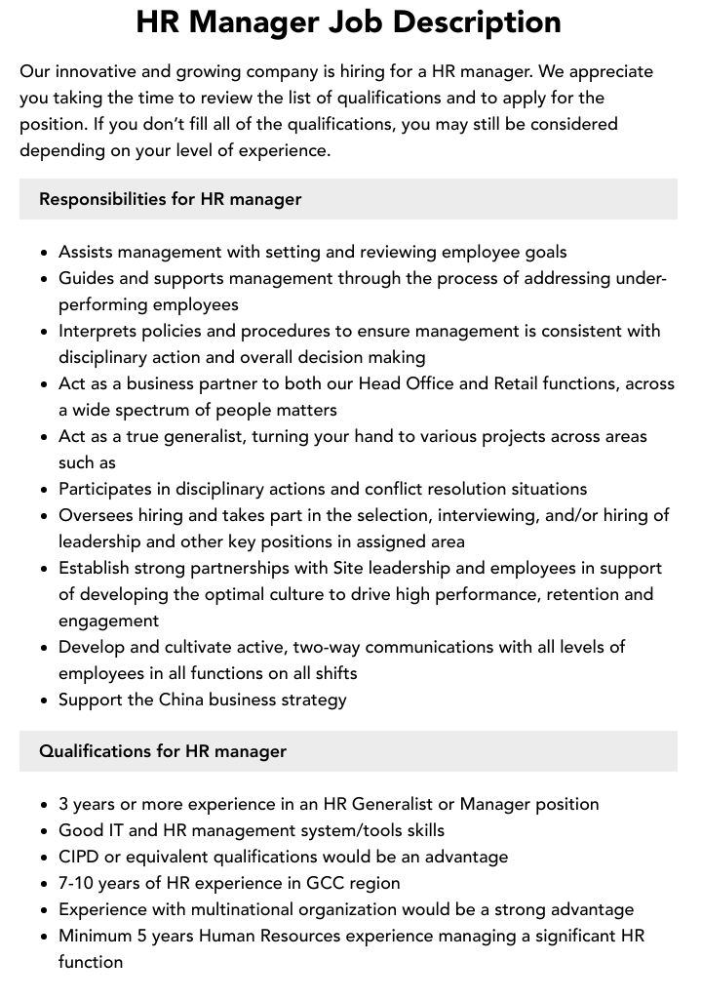 HR Manager Job Description
Our innovative and growing company is hiring for a HR manager. We appreciate
you taking the time to review the list of qualifications and to apply for the
position. If you don’t fill all of the qualifications, you may still be considered
depending on your level of experience.
Responsibilities for HR manager
• Assists management with setting and reviewing employee goals
• Guides and supports management through the process of addressing under-
performing employees
• Interprets policies and procedures to ensure management is consistent with
disciplinary action and overall decision making
• Act as a business partner to both our Head Office and Retail functions, across
a wide spectrum of people matters
• Act as a true generalist, turning your hand to various projects across areas
such as
• Participates in disciplinary actions and conflict resolution situations
• Oversees hiring and takes part in the selection, interviewing, and/or hiring of
leadership and other key positions in assigned area
• Establish strong partnerships with Site leadership and employees in support
of developing the optimal culture to drive high performance, retention and
engagement
• Develop and cultivate active, two-way communications with all levels of
employees in all functions on all shifts
• Support the China business strategy
Qualifications for HR manager
• 3 years or more experience in an HR Generalist or Manager position
• Good IT and HR management system/tools skills
• CIPD or equivalent qualifications would be an advantage
• 7-10 years of HR experience in GCC region
• Experience with multinational organization would be a strong advantage
• Minimum 5 years Human Resources experience managing a significant HR
function